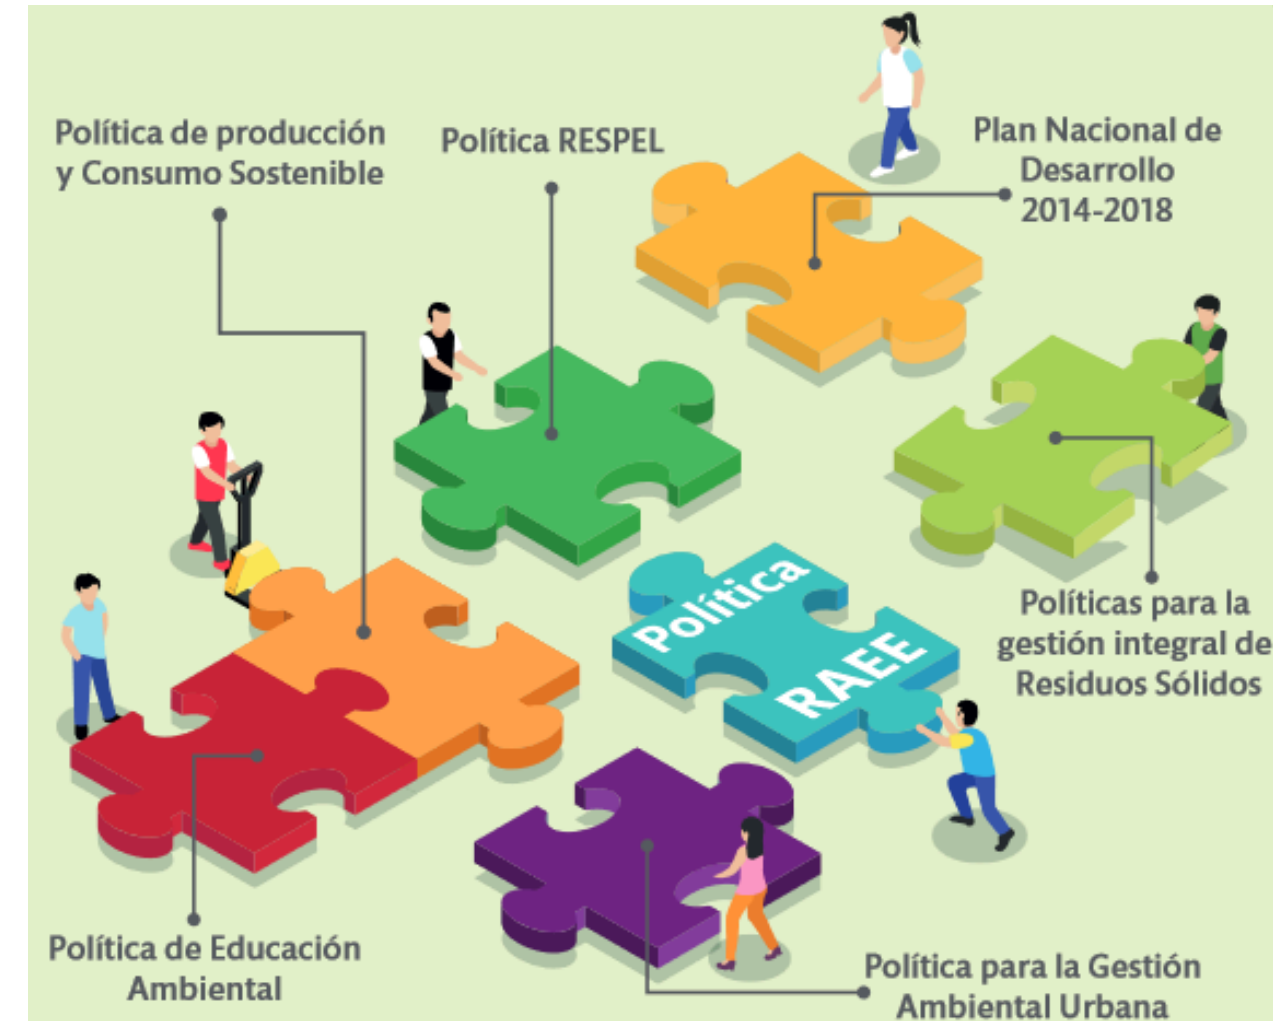 Política de producción
y Consumo Sostenible
Política RESPEL
Plan Nacional de
Desarrollo
2014-2018
Política
RAEE
Políticas para la
gestión integral de
Residuos Sólidos
Política de Educación
Ambiental
Política para la Gestión
Ambiental Urbana